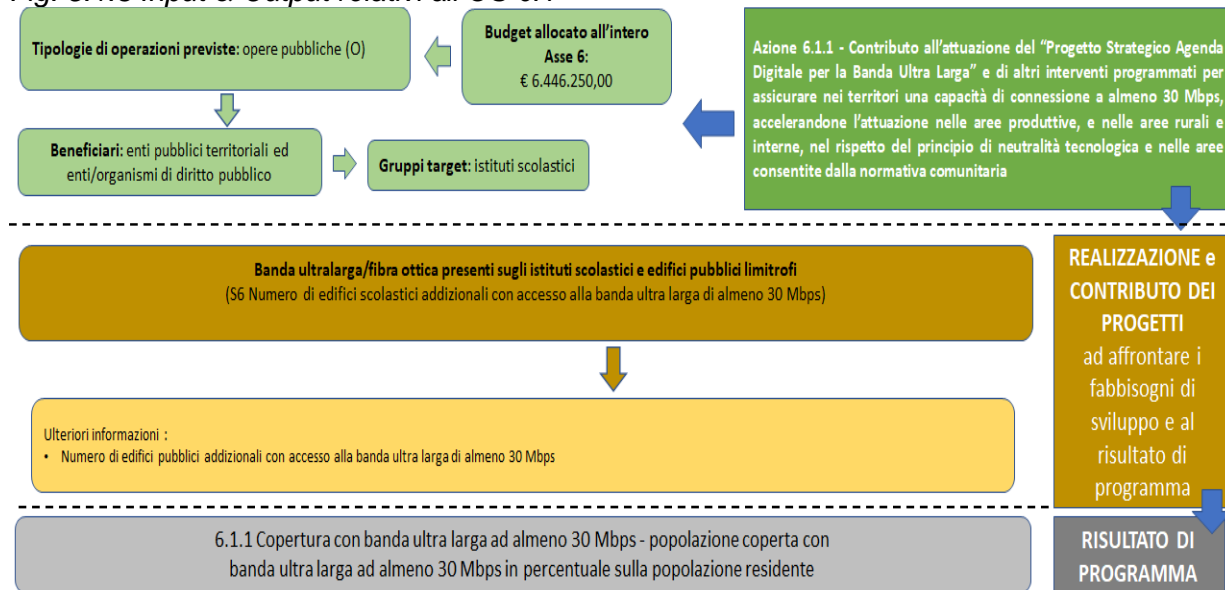 Tipologie di operazioni previste: opere pubbliche (O)
Budget allocato all'intero
Asse 6:
€ 6.446.250,00
Azione 6.1.1 - Contributo all'attuazione del "Progetto Strategico Agenda
Digitale per la Banda Ultra Larga" e di altri interventi programmati per
assicurare nei territori una capacità di connessione a almeno 30 Mbps,
accelerandone l'attuazione nelle aree produttive, e nelle aree rurali e
interne, nel rispetto del principio di neutralità tecnologica e nelle aree
consentite dalla normativa comunitaria
Beneficiari: enti pubblici territoriali ed
enti/organismi di diritto pubblico
Gruppi target: istituti scolastici
Banda ultralarga/fibra ottica presenti sugli istituti scolastici e edifici pubblici limitrofi
(S6 Numero di edifici scolastici addizionali con accesso alla banda ultra larga di almeno 30 Mbps)
REALIZZAZIONE e
CONTRIBUTO DEI
PROGETTI
ad affrontare i
fabbisogni di
sviluppo e al
risultato di
programma
Ulteriori informazioni :
• Numero di edifici pubblici addizionali con accesso alla banda ultra larga di almeno 30 Mbps
6.1.1 Copertura con banda ultra larga ad almeno 30 Mbps - popolazione coperta con
banda ultra larga ad almeno 30 Mbps in percentuale sulla popolazione residente
RISULTATO DI
PROGRAMMA